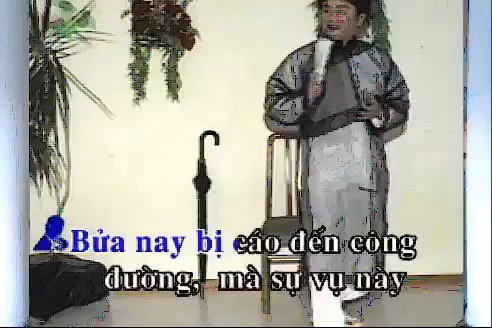 Bửa nay bị cáo đến công
đường, mà sự vụ này